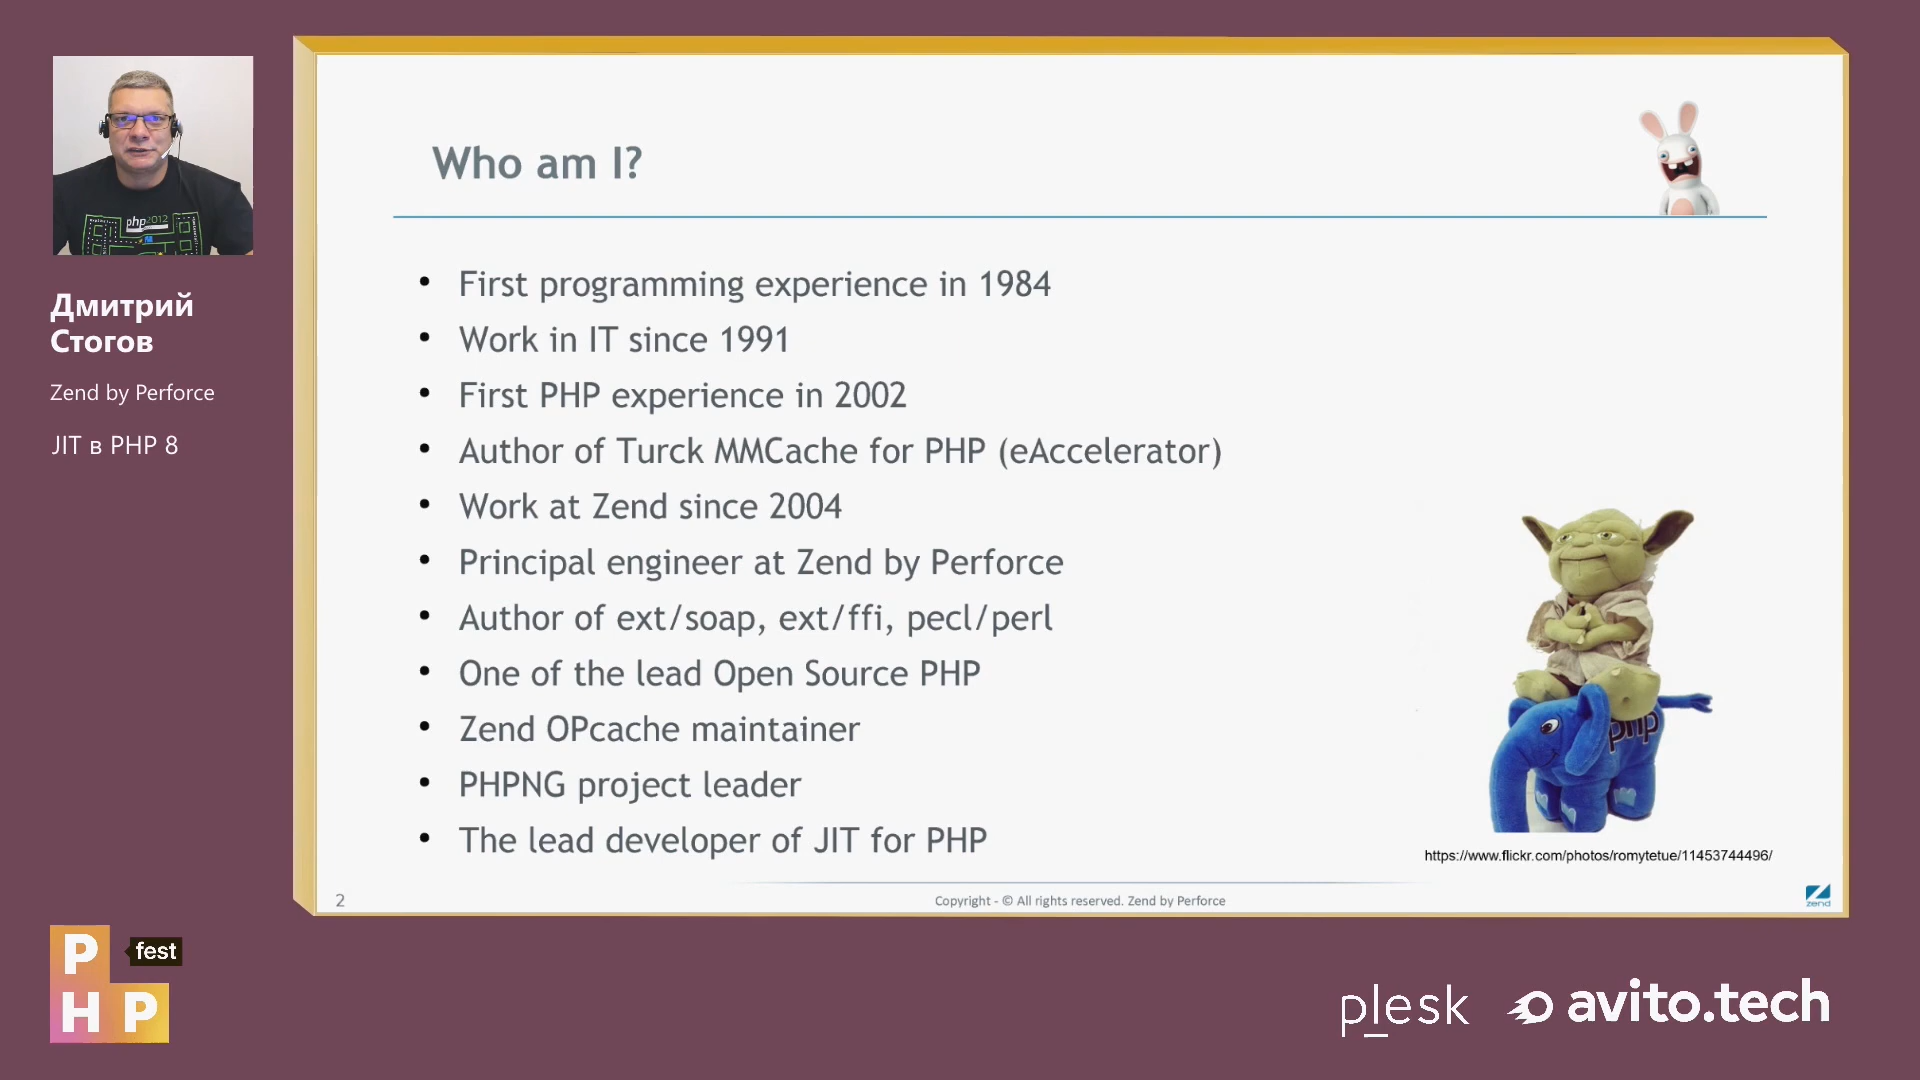 php2012
Дмитрий
Стогов
Zend by Perforce
JIT в PHP 8
Who am I?
• First programming experience in 1984
• Work in IT since 1991
• First PHP experience in 2002
• Author of Turck MMCache for PHP (eAccelerator)
• Work at Zend since 2004
• Principal engineer at Zend by Perforce
• Author of ext/soap, ext/ffi, pecl/perl
• One of the lead Open Source PHP
• Zend OPcache maintainer
• PHPNG project leader
• The lead developer of JIT for PHP
php
https://www.flickr.com/photos/romytetue/11453744496/
2
Copyright - © All rights reserved. Zend by Perforce
zend
P fest
HP
plesk
avito.tech